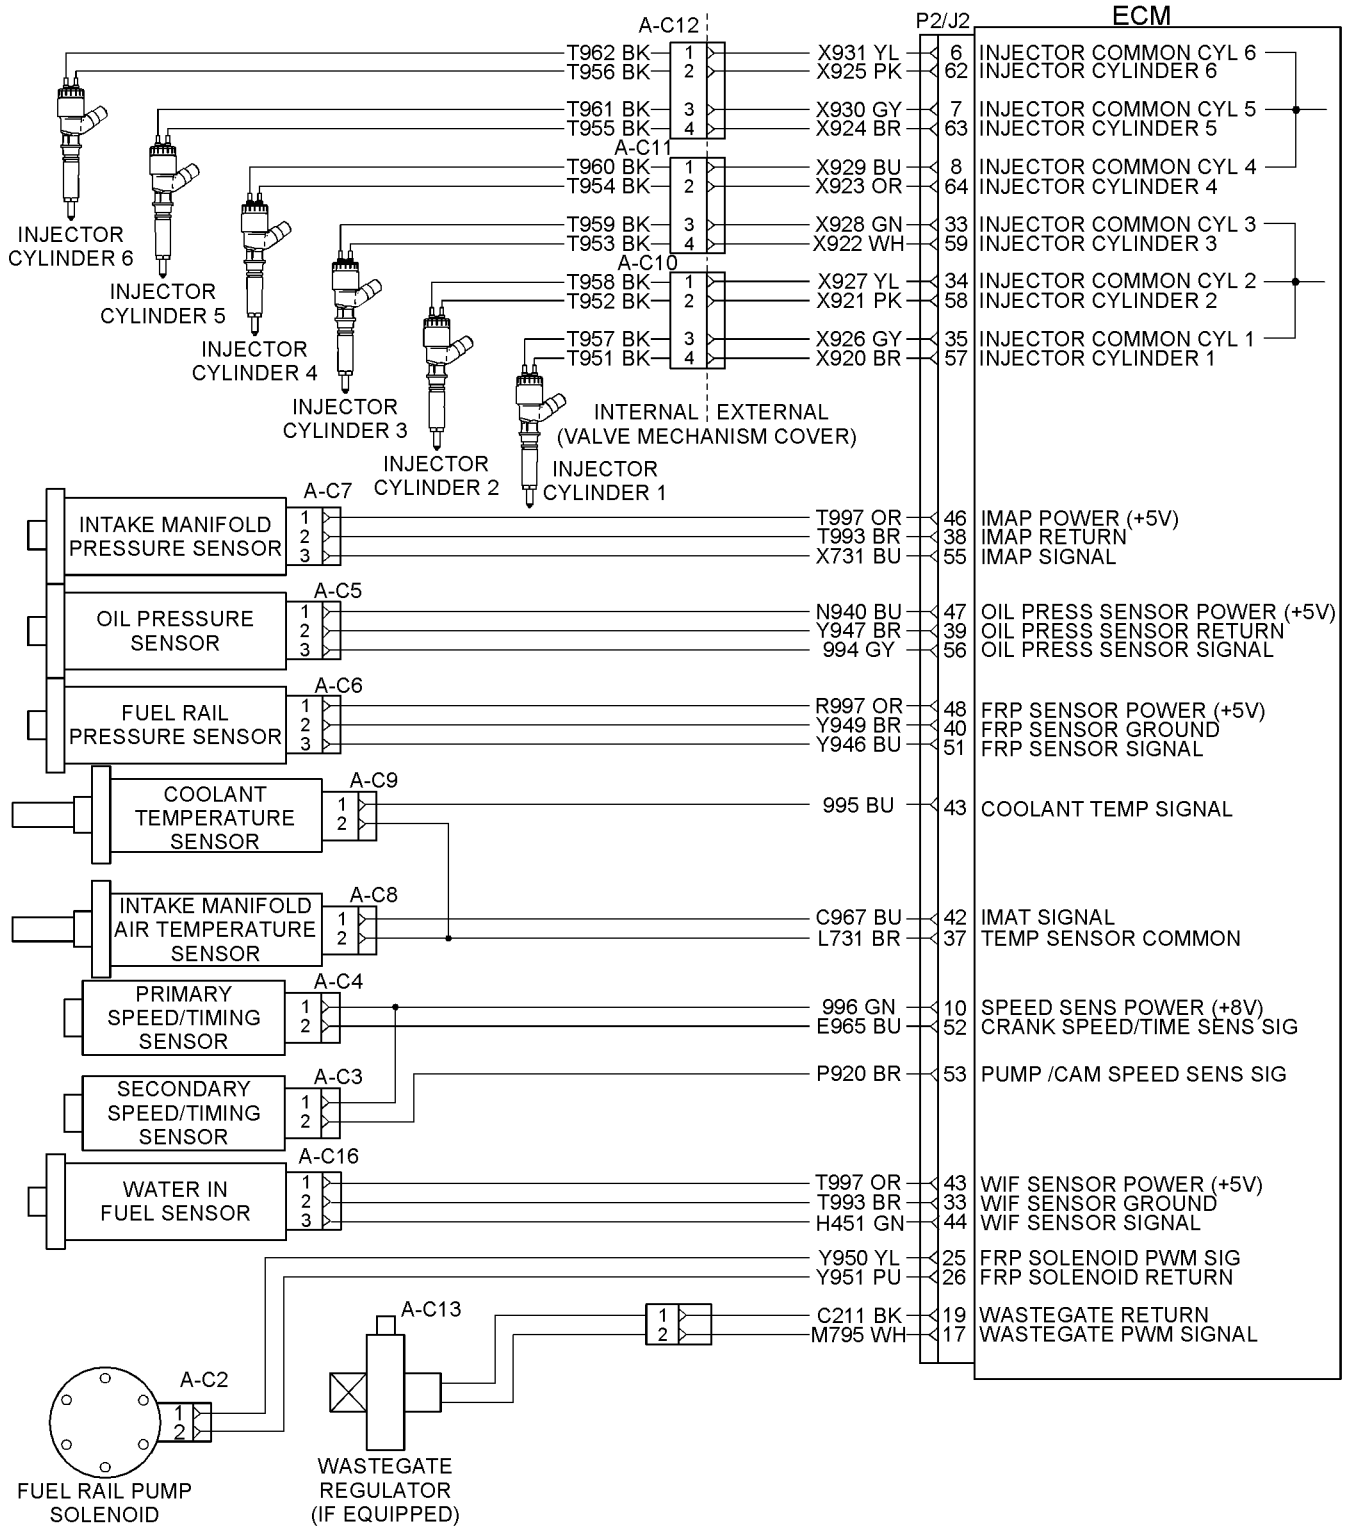 P2/J2 ECM
A-C12
T962 BK 1 X931 YL 6 INJECTOR COMMON CYL 6
T956 BK 2 X925 PK 62 INJECTOR CYLINDER 6
T961 BK 3 X930 GY 7 INJECTOR COMMON CYL 5
T955 BK 4 X924 BR 63 INJECTOR CYLINDER 5
A-C11
T960 BK 1 X929 BU 8 INJECTOR COMMON CYL 4
T954 BK 2 X923 OR 64 INJECTOR CYLINDER 4
T959 BK 3 X928 GN 33 INJECTOR COMMON CYL 3
T953 BK 4 X922 WH 59 INJECTOR CYLINDER 3
A-C10
T958 BK 1 X927 YL 34 INJECTOR COMMON CYL 2
T952 BK 2 X921 PK 58 INJECTOR CYLINDER 2
T957 BK 3 X926 GY 35 INJECTOR COMMON CYL 1
T951 BK 4 X920 BR 57 INJECTOR CYLINDER 1
INJECTOR
CYLINDER 6
INJECTOR
CYLINDER 5
INJECTOR
CYLINDER 4
INJECTOR
CYLINDER 3
INJECTOR
CYLINDER 2
INJECTOR
CYLINDER 1
INTERNAL EXTERNAL
(VALVE MECHANISM COVER)
A-C7
INTAKE MANIFOLD
PRESSURE SENSOR
1 T997 OR 46 IMAP POWER (+5V)
2 T993 BR 38 IMAP RETURN
3 X731 BU 55 IMAP SIGNAL
A-C5
OIL PRESSURE
SENSOR
1 N940 BU 47 OIL PRESS SENSOR POWER (+5V)
2 Y947 BR 39 OIL PRESS SENSOR RETURN
3 994 GY 56 OIL PRESS SENSOR SIGNAL
A-C6
FUEL RAIL
PRESSURE SENSOR
1 R997 OR 48 FRP SENSOR POWER (+5V)
2 Y949 BR 40 FRP SENSOR GROUND
3 Y946 BU 51 FRP SENSOR SIGNAL
A-C9
COOLANT
TEMPERATURE
SENSOR
1 995 BU 43 COOLANT TEMP SIGNAL
2
A-C8
INTAKE MANIFOLD
AIR TEMPERATURE
SENSOR
1 C967 BU 42 IMAT SIGNAL
2 L731 BR 37 TEMP SENSOR COMMON
A-C4
PRIMARY
SPEED/TIMING
SENSOR
1 996 GN 10 SPEED SENS POWER (+8V)
2 E965 BU 52 CRANK SPEED/TIME SENS SIG
P920 BR 53 PUMP /CAM SPEED SENS SIG
A-C3
SECONDARY
SPEED/TIMING
SENSOR
1
2
A-C16
WATER IN
FUEL SENSOR
1 T997 OR 43 WIF SENSOR POWER (+5V)
2 T993 BR 33 WIF SENSOR GROUND
3 H451 GN 44 WIF SENSOR SIGNAL
Y950 YL 25 FRP SOLENOID PWM SIG
Y951 PU 26 FRP SOLENOID RETURN
A-C13
1 C211 BK 19 WASTEGATE RETURN
2 M795 WH 17 WASTEGATE PWM SIGNAL
A-C2
1
2
FUEL RAIL PUMP
SOLENOID
WASTEGATE
REGULATOR
(IF EQUIPPED)